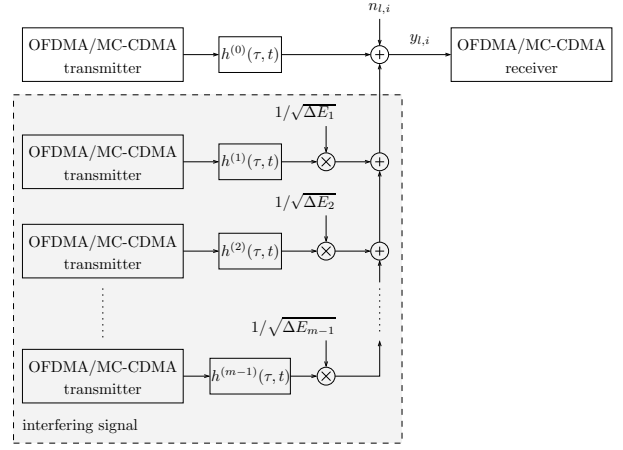 n_{l,i}
OFDMA/MC-CDMA
transmitter
h^{(0)}(τ, t)
+
y_{l,i}
OFDMA/MC-CDMA
receiver
1/√ΔE_1
OFDMA/MC-CDMA
transmitter
h^{(1)}(τ, t)
×
+
1/√ΔE_2
OFDMA/MC-CDMA
transmitter
h^{(2)}(τ, t)
×
+
1/√ΔE_{m−1}
OFDMA/MC-CDMA
transmitter
h^{(m−1)}(τ, t)
×
interfering signal